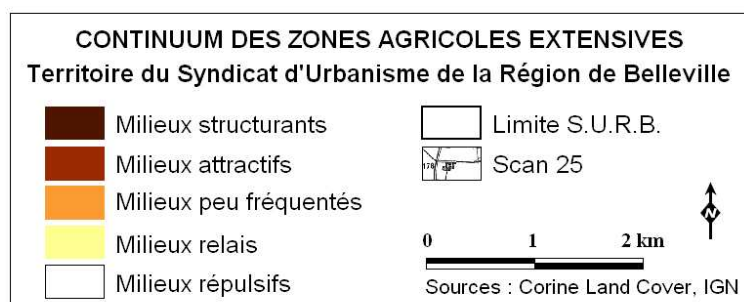 CONTINUUM DES ZONES AGRICOLES EXTENSIVES
Territoire du Syndicat d'Urbanisme de la Région de Belleville
Milieux structurants
Milieux attractifs
Milieux peu fréquentés
Milieux relais
Milieux répulsifs
Limite S.U.R.B.
176
Scan 25
N
0 1 2 km
Sources : Corine Land Cover, IGN